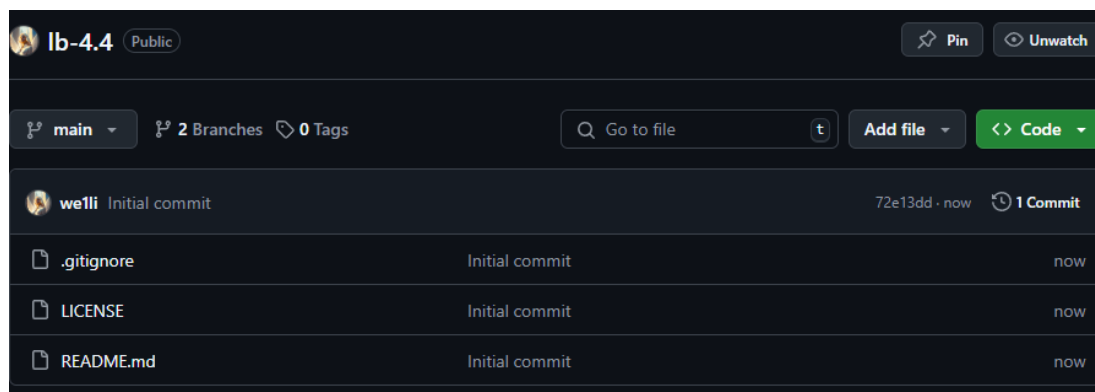 lb-4.4 Public Pin Unwatch
main 2 Branches 0 Tags Go to file t Add file <> Code
we1li Initial commit 72e13dd · now 1 Commit
.gitignore Initial commit now
LICENSE Initial commit now
README.md Initial commit now